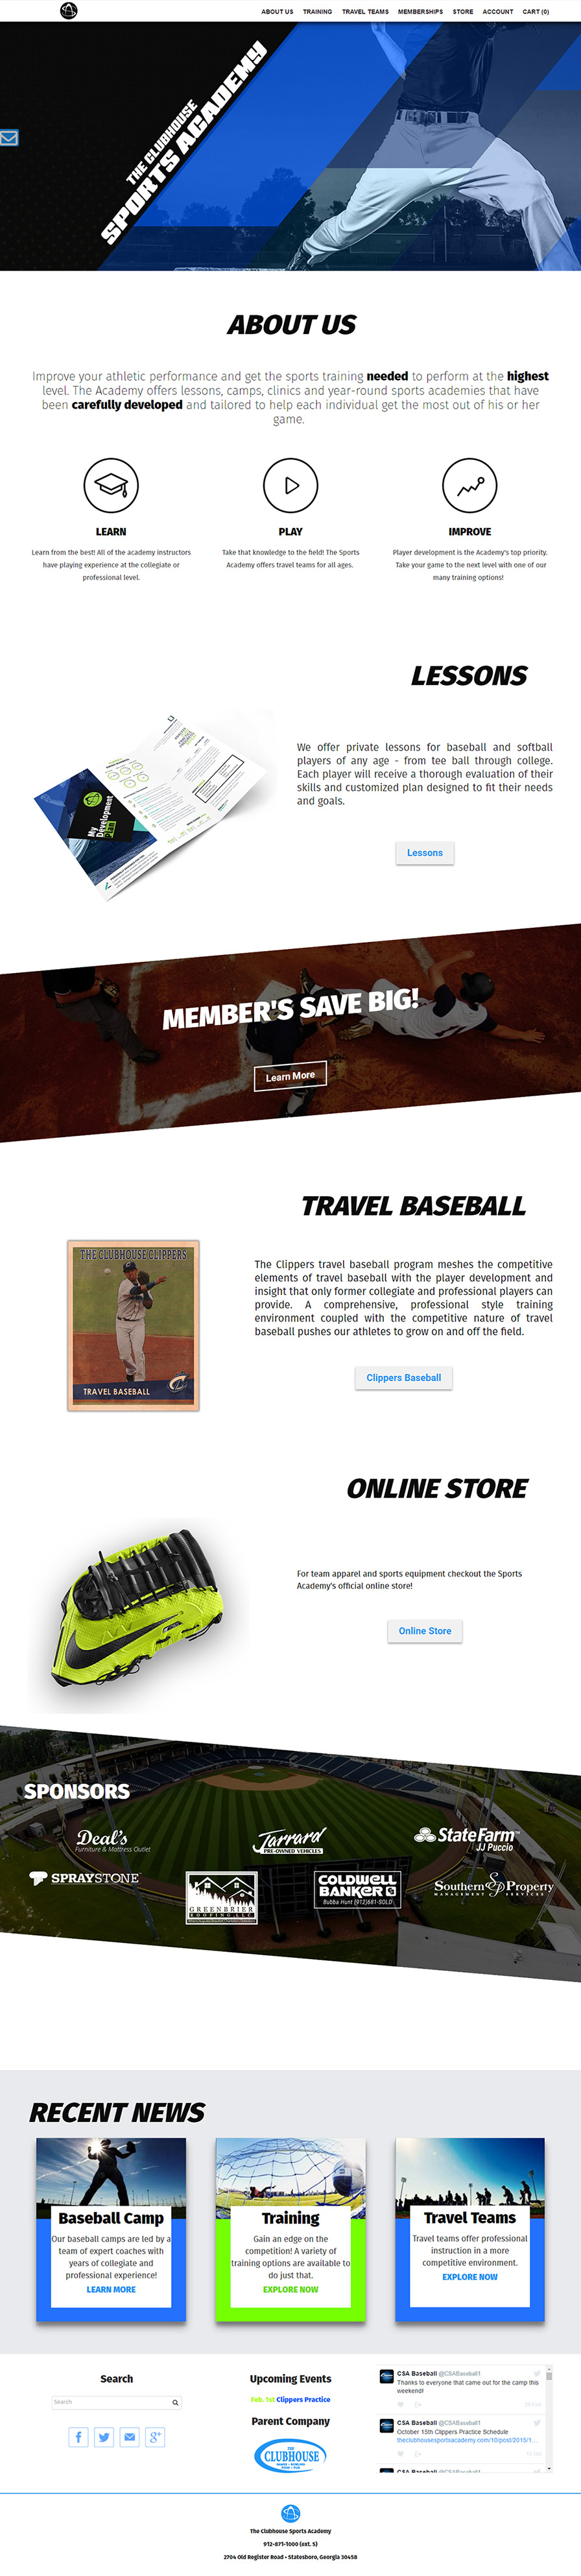 ABOUT US TRAINING TRAVEL TEAMS MEMBERSHIPS STORE ACCOUNT CART (0)
THE CLUBHOUSE
SPORTS ACADEMY
ABOUT US
Improve your athletic performance and get the sports training needed to perform at the highest
level. The Academy offers lessons, camps, clinics and year-round sports academies that have
been carefully developed and tailored to help each individual get the most out of his or her
game.
LEARN
Learn from the best! All of the academy instructors
have playing experience at the collegiate or
professional level.
PLAY
Take that knowledge to the field! The Sports
Academy offers travel teams for all ages.
IMPROVE
Player development is the Academy's top priority.
Take your game to the next level with one of our
many training options!
LESSONS
My
Development
Plan
We offer private lessons for baseball and softball
players of any age - from tee ball through college.
Each player will receive a thorough evaluation of their
skills and customized plan designed to fit their needs
and goals.
Lessons
MEMBER'S SAVE BIG!
Learn More
TRAVEL BASEBALL
THE CLUBHOUSE CLIPPERS
TRAVEL BASEBALL
The Clippers travel baseball program meshes the competitive
elements of travel baseball with the player development and
insight that only former collegiate and professional players can
provide. A comprehensive, professional style training
environment coupled with the competitive nature of travel
baseball pushes our athletes to grow on and off the field.
Clippers Baseball
ONLINE STORE
For team apparel and sports equipment checkout the Sports
Academy's official online store!
Online Store
SPONSORS
Deal's
Furniture & Mattress Outlet
Jarrard
PRE-OWNED VEHICLES
StateFarm™
JJ Puccio
SPRAYSTONE
GREENBRIER
ROOFING, LLC
COLDWELL
BANKER
Bubba Hunt (912)681-SOLD
Southern Property
MANAGEMENT SERVICES
RECENT NEWS
Baseball Camp
Our baseball camps are led by a
team of expert coaches with
years of collegiate and
professional experience!
LEARN MORE
Training
Gain an edge on the
competition! A variety of
training options are available to
do just that.
EXPLORE NOW
Travel Teams
Travel teams offer professional
instruction in a more
competitive environment.
EXPLORE NOW
Search
Search
Upcoming Events
Feb. 1st Clippers Practice
Parent Company
THE
CLUBHOUSE
CSA Baseball @CSABaseball1
Thanks to everyone that came out for the camp this
weekend!
CSA Baseball @CSABaseball1
October 15th Clippers Practice Schedule
theclubhousesportsacademy.com/10/post/2015/1...
CSA Baseball @CSABaseball1
The Clubhouse Sports Academy
912-871-1000 (ext. 5)
2704 Old Register Road • Statesboro, Georgia 30458